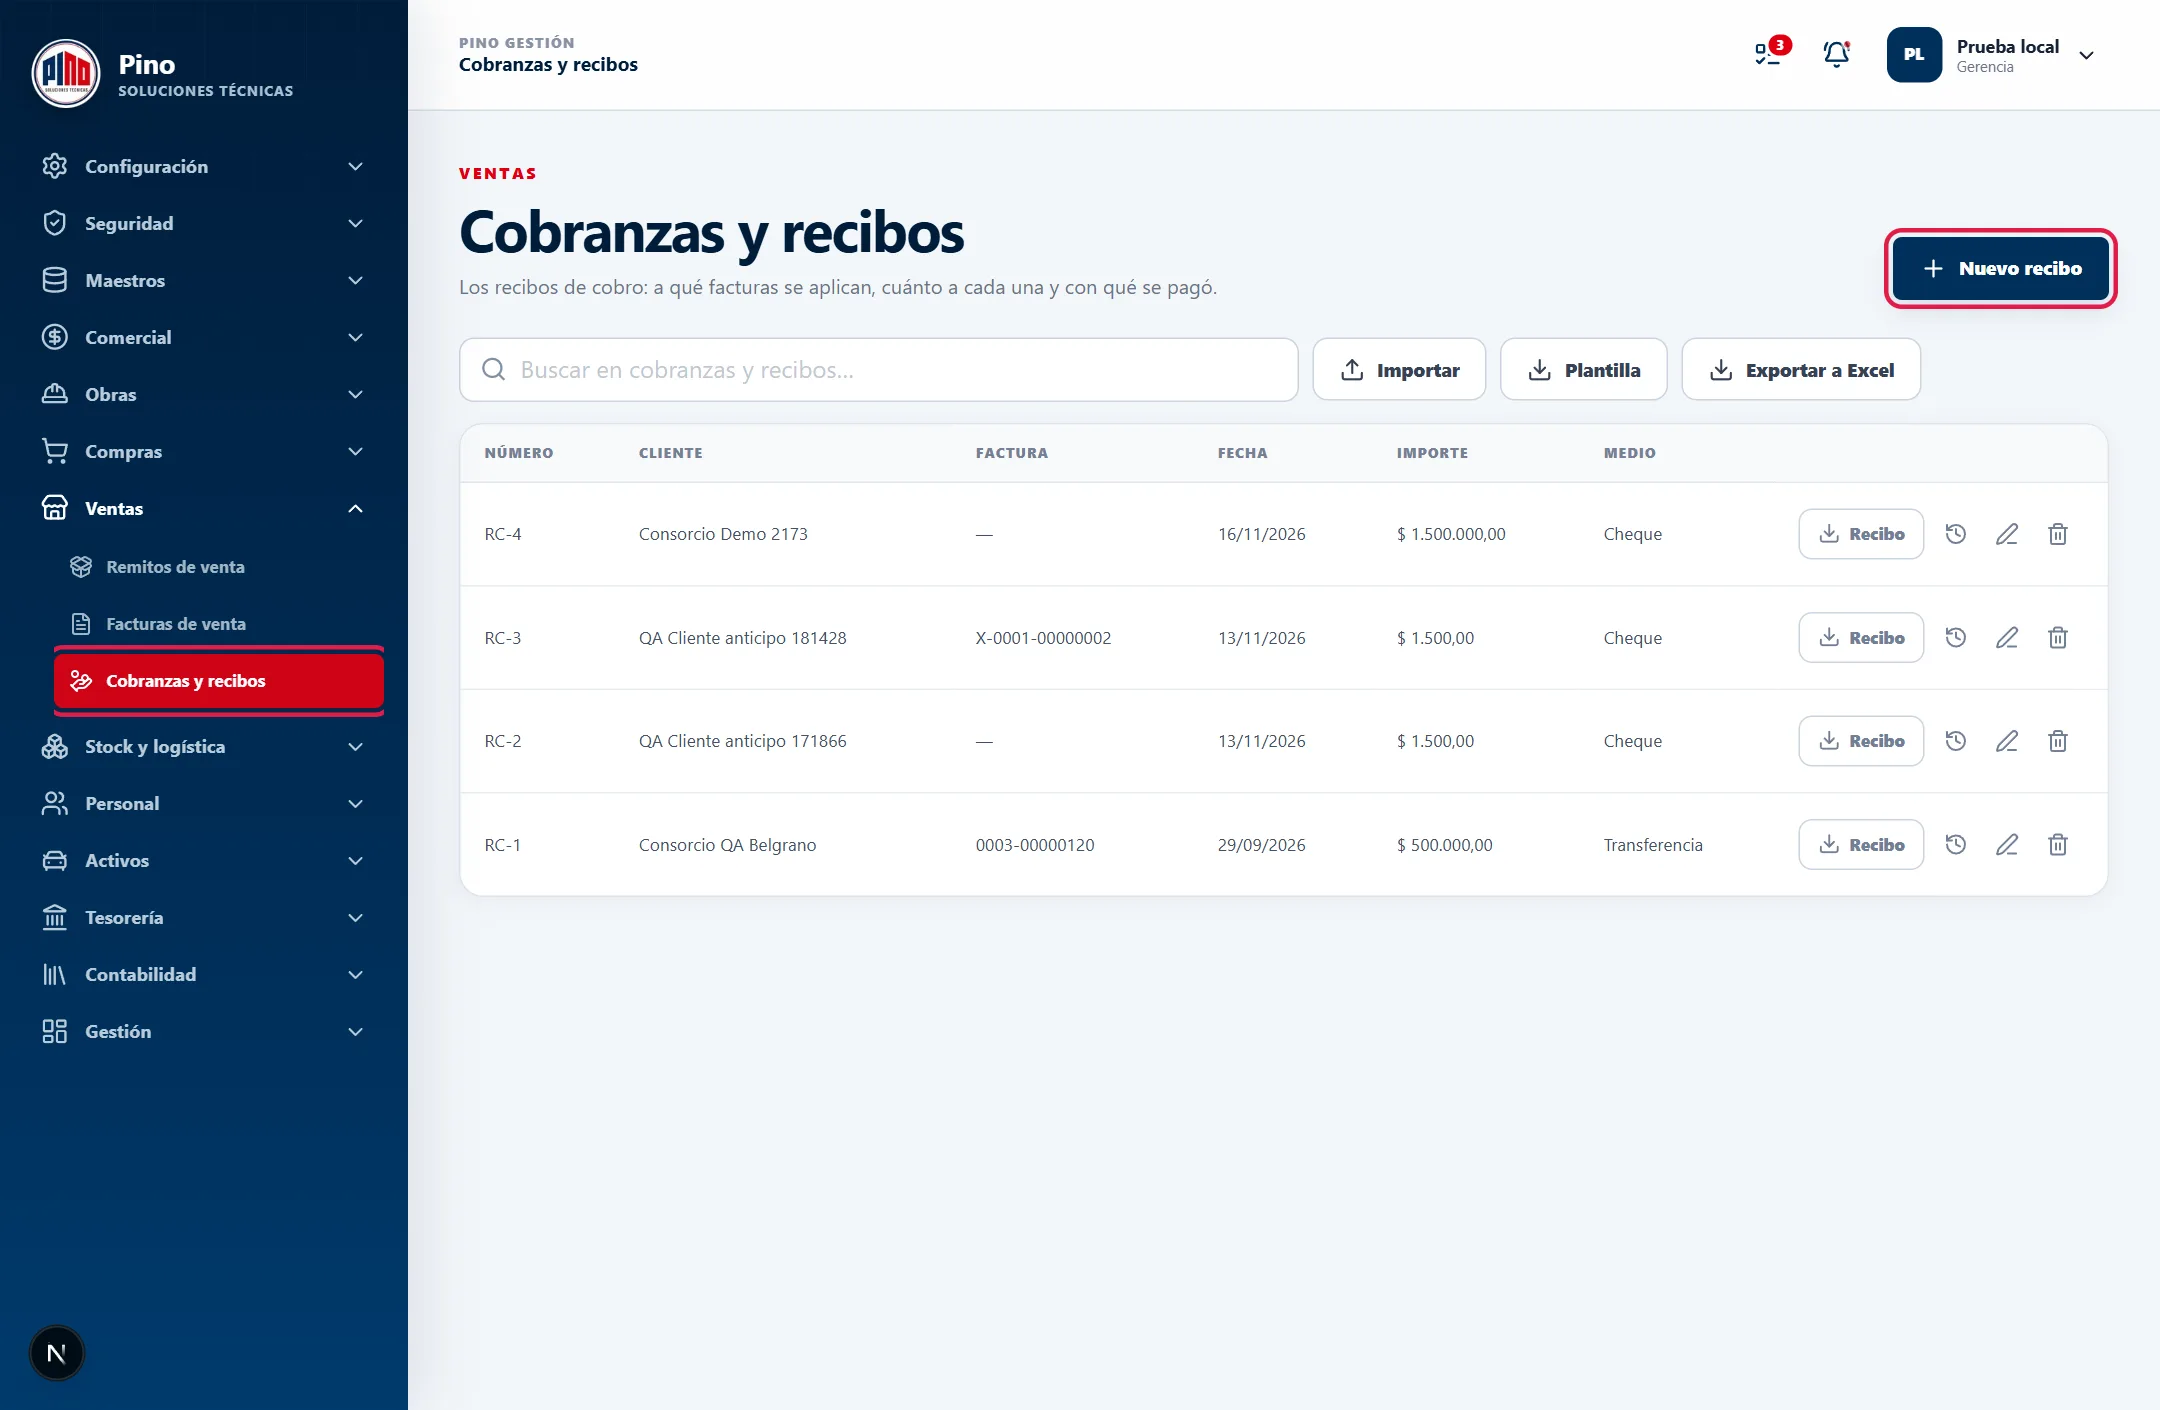 PINO
SOLUCIONES TÉCNICAS
Pino
SOLUCIONES TÉCNICAS
Configuración
Seguridad
Maestros
Comercial
Obras
Compras
Ventas
Remitos de venta
Facturas de venta
Cobranzas y recibos
Stock y logística
Personal
Activos
Tesorería
Contabilidad
Gestión
N
PINO GESTIÓN
Cobranzas y recibos
3
PL
Prueba local
Gerencia
VENTAS
Cobranzas y recibos
Los recibos de cobro: a qué facturas se aplican, cuánto a cada una y con qué se pagó.
Nuevo recibo
Buscar en cobranzas y recibos...
Importar
Plantilla
Exportar a Excel
NÚMERO CLIENTE FACTURA FECHA IMPORTE MEDIO
RC-4 Consorcio Demo 2173 — 16/11/2026 $ 1.500.000,00 Cheque Recibo
RC-3 QA Cliente anticipo 181428 X-0001-00000002 13/11/2026 $ 1.500,00 Cheque Recibo
RC-2 QA Cliente anticipo 171866 — 13/11/2026 $ 1.500,00 Cheque Recibo
RC-1 Consorcio QA Belgrano 0003-00000120 29/09/2026 $ 500.000,00 Transferencia Recibo